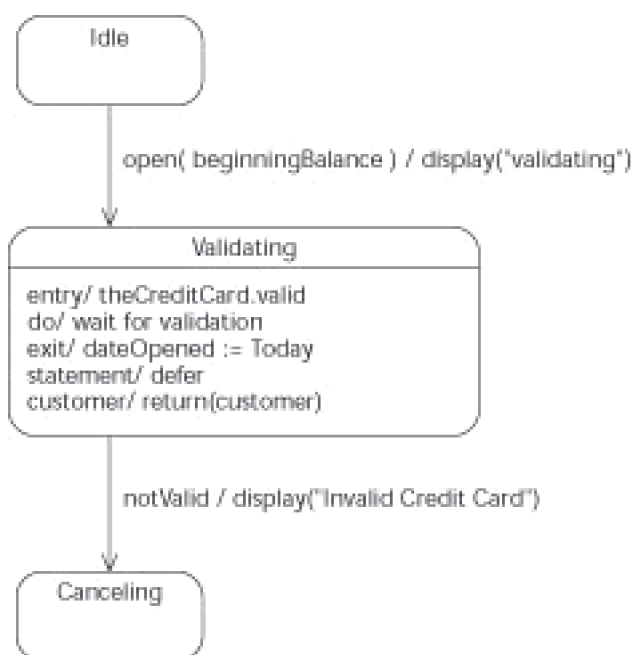 Idle
open( beginningBalance ) / display("validating")
Validating
entry/ theCreditCard.valid
do/ wait for validation
exit/ dateOpened := Today
statement/ defer
customer/ return(customer)
notValid / display("Invalid Credit Card")
Canceling